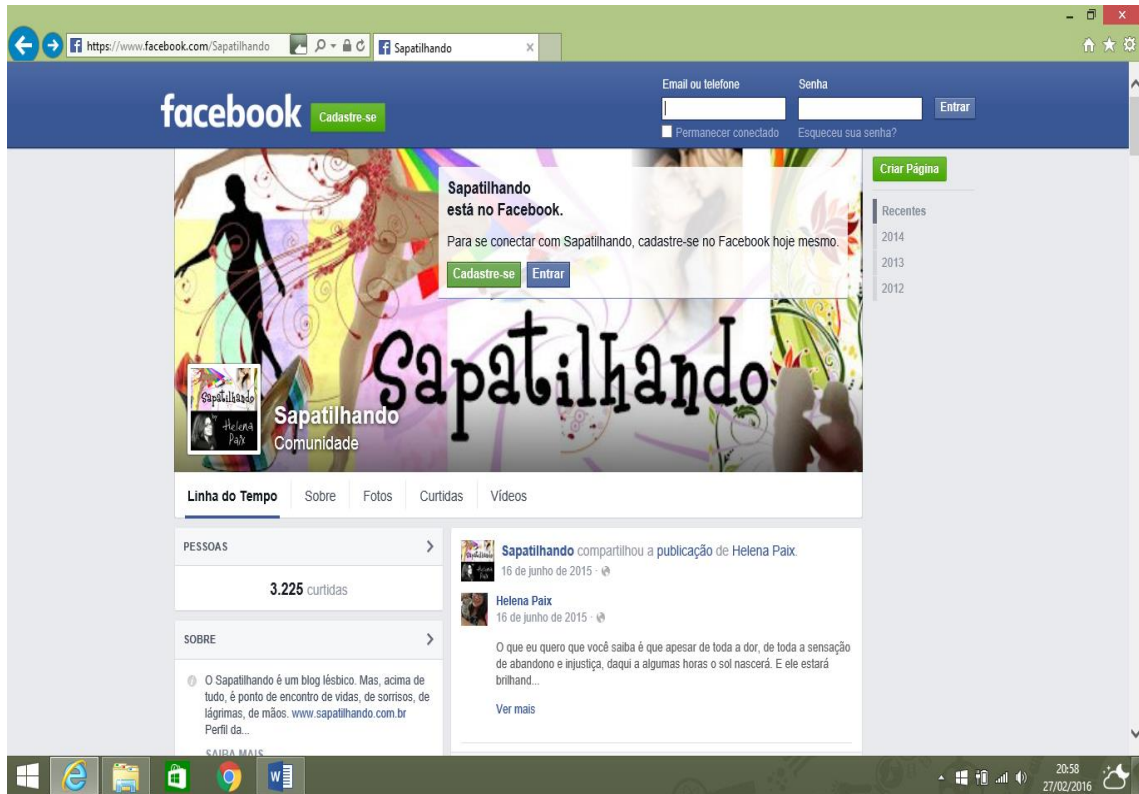 https://www.facebook.com/Sapatilhando
Sapatilhando
facebook
Cadastre-se
Email ou telefone
Senha
Entrar
Permanecer conectado
Esqueceu sua senha?
Sapatilhando
está no Facebook.
Para se conectar com Sapatilhando, cadastre-se no Facebook hoje mesmo.
Cadastre-se
Entrar
Criar Página
Recentes
2014
2013
2012
Sapatilhando
Sapatilhando
Helena
Paix
Sapatilhando
Comunidade
Linha do Tempo
Sobre
Fotos
Curtidas
Vídeos
PESSOAS
3.225 curtidas
SOBRE
O Sapatilhando é um blog lésbico. Mas, acima de
tudo, é ponto de encontro de vidas, de sorrisos, de
lágrimas, de mãos. www.sapatilhando.com.br
Perfil da...
SAIBA MAIS
Sapatilhando compartilhou a publicação de Helena Paix.
16 de junho de 2015 ·
Helena Paix
16 de junho de 2015 ·
O que eu quero que você saiba é que apesar de toda a dor, de toda a sensação
de abandono e injustiça, daqui a algumas horas o sol nascerá. E ele estará
brilhand...
Ver mais
20:58
27/02/2016